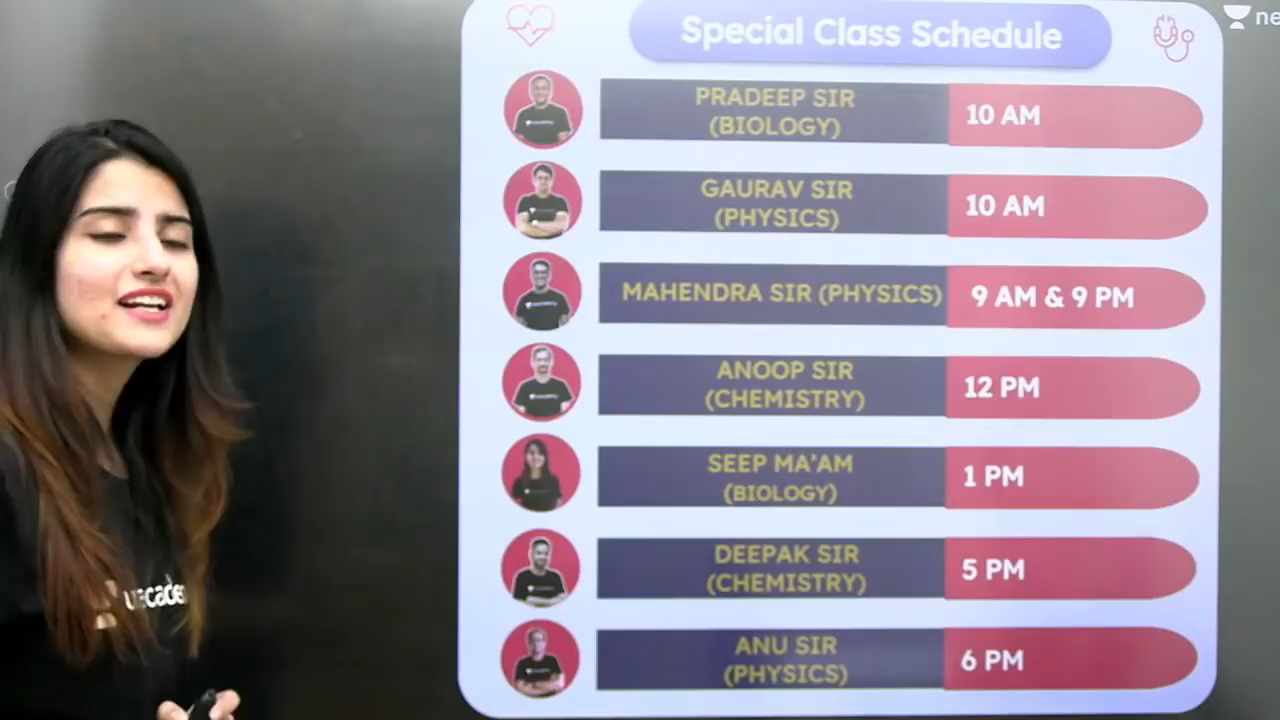 Special Class Schedule
ne
PRADEEP SIR
(BIOLOGY)
10 AM
GAURAV SIR
(PHYSICS)
10 AM
MAHENDRA SIR (PHYSICS)
9 AM & 9 PM
ANOOP SIR
(CHEMISTRY)
12 PM
SEEP MA'AM
(BIOLOGY)
1 PM
DEEPAK SIR
(CHEMISTRY)
5 PM
ANU SIR
(PHYSICS)
6 PM